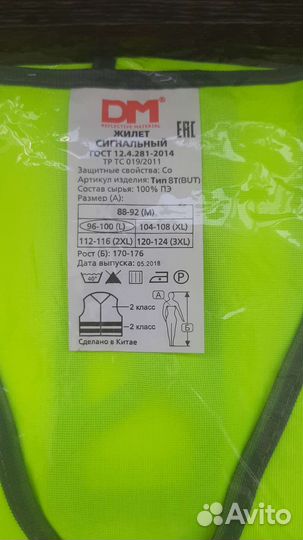 DM
REFLECTIVE MATERIAL
ЖИЛЕТ
СИГНАЛЬНЫЙ
EAC
ГОСТ 12.4.281-2014
ТР ТС 019/2011
Защитные свойства: Со
Артикул изделия: Тип 8Т(BUT)
Состав сырья: 100% ПЭ
Размер (А):
88-92 (M)
96-100 (L) 104-108 (XL)
112-116 (2XL) 120-124 (3XL)
Рост (Б): 170-176
Дата выпуска: 05.2018
40°
А
2 класс
Б
2 класс
Сделано в Китае
Avito